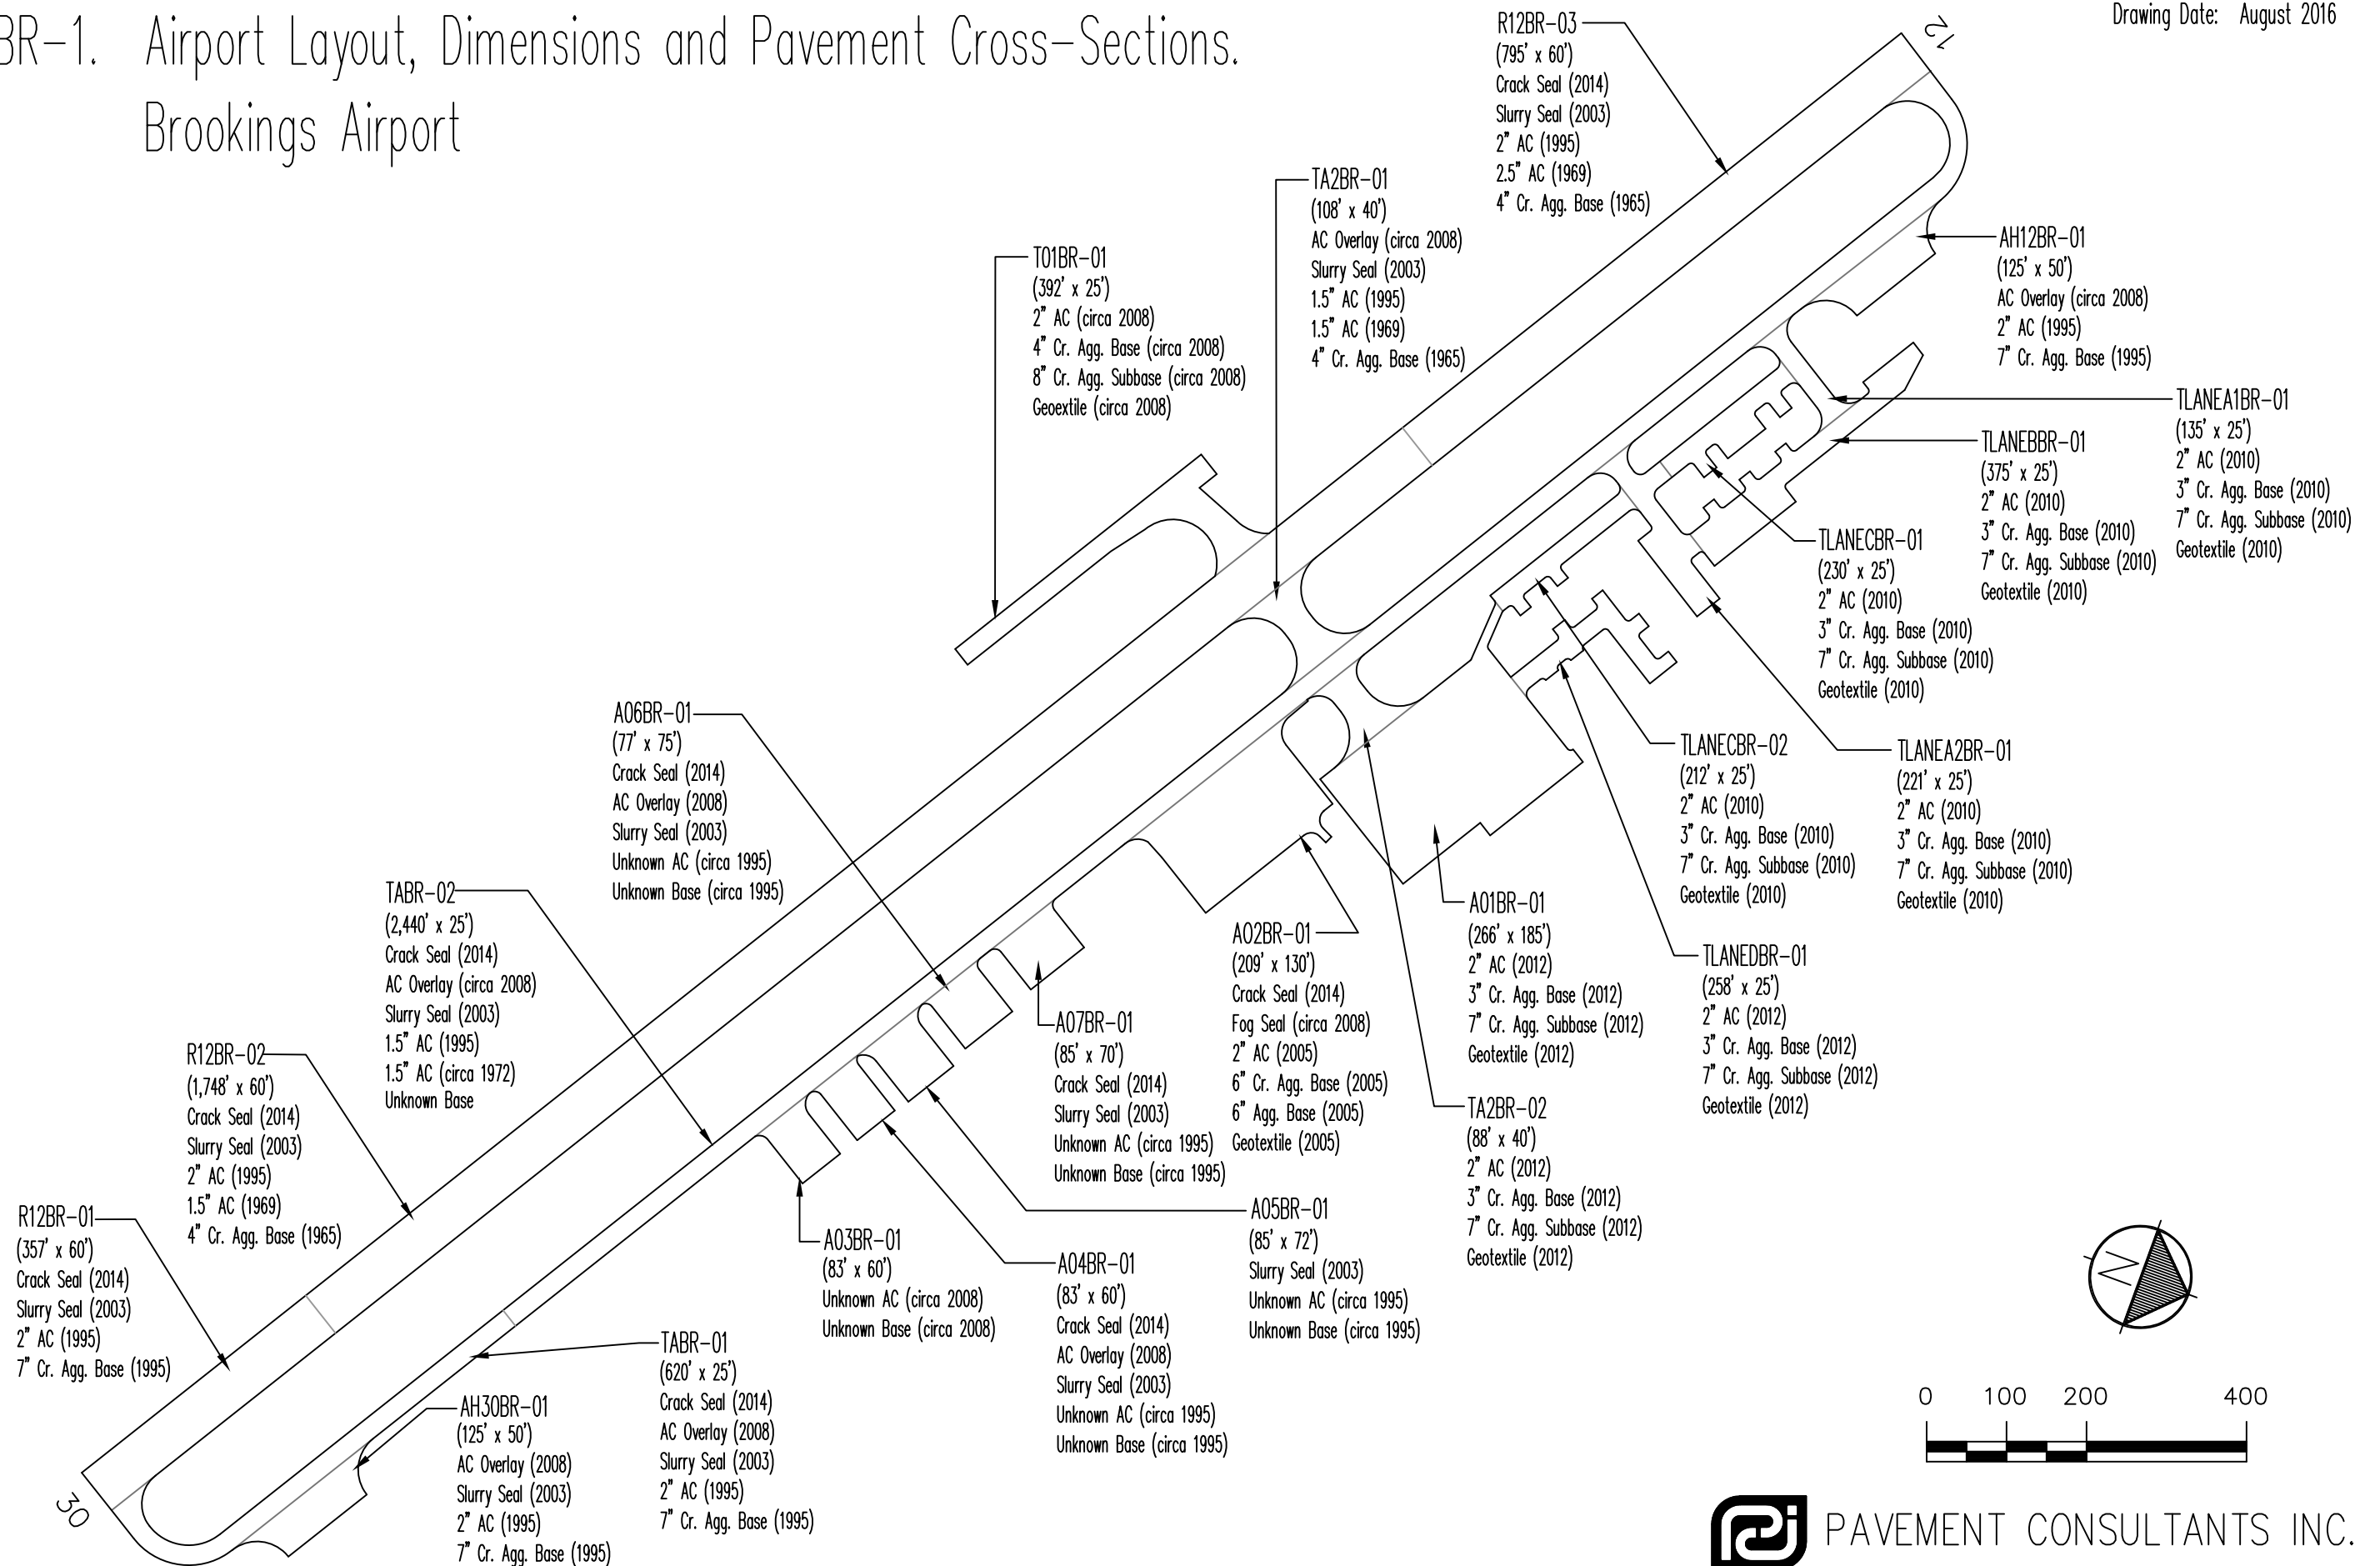 BR-1. Airport Layout, Dimensions and Pavement Cross-Sections.
Brookings Airport
Drawing Date: August 2016
R12BR-03
(795' x 60')
Crack Seal (2014)
Slurry Seal (2003)
2" AC (1995)
2.5" AC (1969)
4" Cr. Agg. Base (1965)
12
TA2BR-01
(108' x 40')
AC Overlay (circa 2008)
Slurry Seal (2003)
1.5" AC (1995)
1.5" AC (1969)
4" Cr. Agg. Base (1965)
T01BR-01
(392' x 25')
2" AC (circa 2008)
4" Cr. Agg. Base (circa 2008)
8" Cr. Agg. Subbase (circa 2008)
Geoextile (circa 2008)
AH12BR-01
(125' x 50')
AC Overlay (circa 2008)
2" AC (1995)
7" Cr. Agg. Base (1995)
TLANEA1BR-01
(135' x 25')
2" AC (2010)
3" Cr. Agg. Base (2010)
7" Cr. Agg. Subbase (2010)
Geotextile (2010)
TLANEBBR-01
(375' x 25')
2" AC (2010)
3" Cr. Agg. Base (2010)
7" Cr. Agg. Subbase (2010)
Geotextile (2010)
TLANECBR-01
(230' x 25')
2" AC (2010)
3" Cr. Agg. Base (2010)
7" Cr. Agg. Subbase (2010)
Geotextile (2010)
A06BR-01
(77' x 75')
Crack Seal (2014)
AC Overlay (2008)
Slurry Seal (2003)
Unknown AC (circa 1995)
Unknown Base (circa 1995)
TLANECBR-02
(212' x 25')
2" AC (2010)
3" Cr. Agg. Base (2010)
7" Cr. Agg. Subbase (2010)
Geotextile (2010)
TLANEA2BR-01
(221' x 25')
2" AC (2010)
3" Cr. Agg. Base (2010)
7" Cr. Agg. Subbase (2010)
Geotextile (2010)
TABR-02
(2,440' x 25')
Crack Seal (2014)
AC Overlay (circa 2008)
Slurry Seal (2003)
1.5" AC (1995)
1.5" AC (circa 1972)
Unknown Base
A02BR-01
(209' x 130')
Crack Seal (2014)
Fog Seal (circa 2008)
2" AC (2005)
6" Cr. Agg. Base (2005)
6" Agg. Base (2005)
Geotextile (2005)
A01BR-01
(266' x 185')
2" AC (2012)
3" Cr. Agg. Base (2012)
7" Cr. Agg. Subbase (2012)
Geotextile (2012)
TLANEDBR-01
(258' x 25')
2" AC (2012)
3" Cr. Agg. Base (2012)
7" Cr. Agg. Subbase (2012)
Geotextile (2012)
A07BR-01
(85' x 70')
Crack Seal (2014)
Slurry Seal (2003)
Unknown AC (circa 1995)
Unknown Base (circa 1995)
R12BR-02
(1,748' x 60')
Crack Seal (2014)
Slurry Seal (2003)
2" AC (1995)
1.5" AC (1969)
4" Cr. Agg. Base (1965)
TA2BR-02
(88' x 40')
2" AC (2012)
3" Cr. Agg. Base (2012)
7" Cr. Agg. Subbase (2012)
Geotextile (2012)
R12BR-01
(357' x 60')
Crack Seal (2014)
Slurry Seal (2003)
2" AC (1995)
7" Cr. Agg. Base (1995)
A03BR-01
(83' x 60')
Unknown AC (circa 2008)
Unknown Base (circa 2008)
A05BR-01
(85' x 72')
Slurry Seal (2003)
Unknown AC (circa 1995)
Unknown Base (circa 1995)
A04BR-01
(83' x 60')
Crack Seal (2014)
AC Overlay (2008)
Slurry Seal (2003)
Unknown AC (circa 1995)
Unknown Base (circa 1995)
TABR-01
(620' x 25')
Crack Seal (2014)
AC Overlay (2008)
Slurry Seal (2003)
2" AC (1995)
7" Cr. Agg. Base (1995)
AH30BR-01
(125' x 50')
AC Overlay (2008)
Slurry Seal (2003)
2" AC (1995)
7" Cr. Agg. Base (1995)
30
N
0 100 200 400
PAVEMENT CONSULTANTS INC.